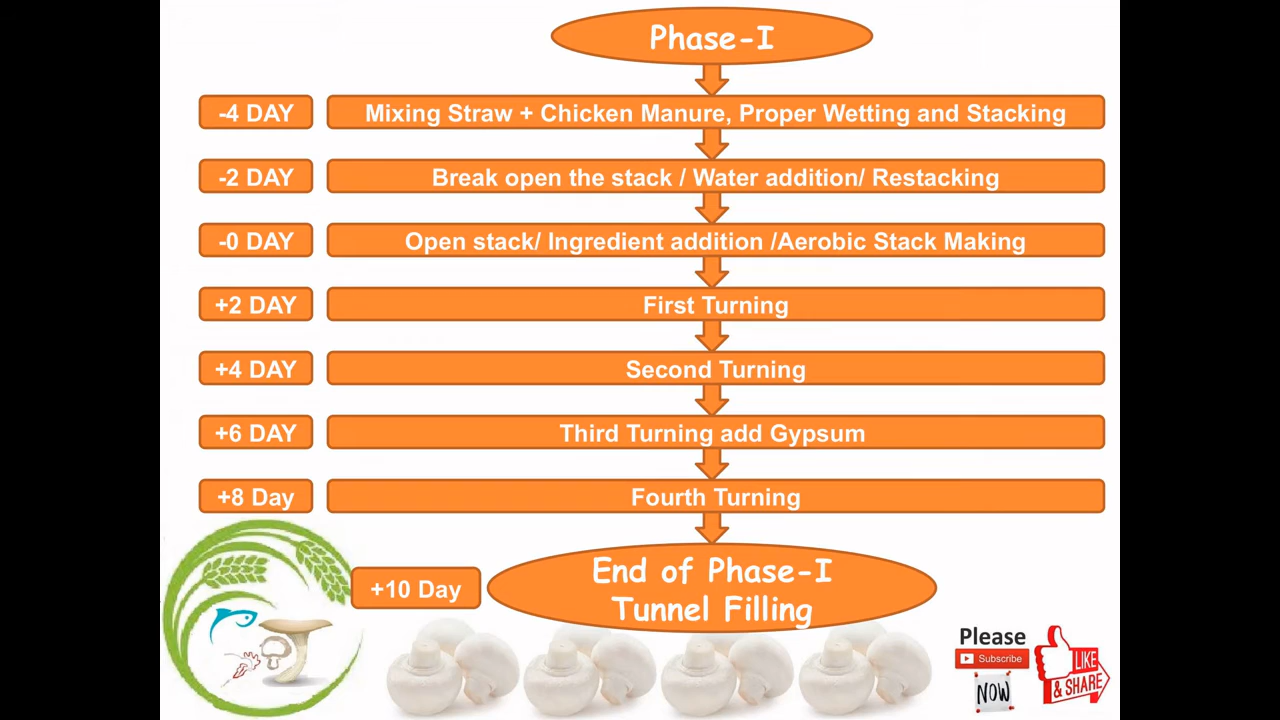 Phase-I
-4 DAY
Mixing Straw + Chicken Manure, Proper Wetting and Stacking
-2 DAY
Break open the stack / Water addition/ Restacking
-0 DAY
Open stack/ Ingredient addition /Aerobic Stack Making
+2 DAY
First Turning
+4 DAY
Second Turning
+6 DAY
Third Turning add Gypsum
+8 Day
Fourth Turning
+10 Day
End of Phase-I
Tunnel Filling
Please
Subscribe
NOW
LIKE
& SHARE